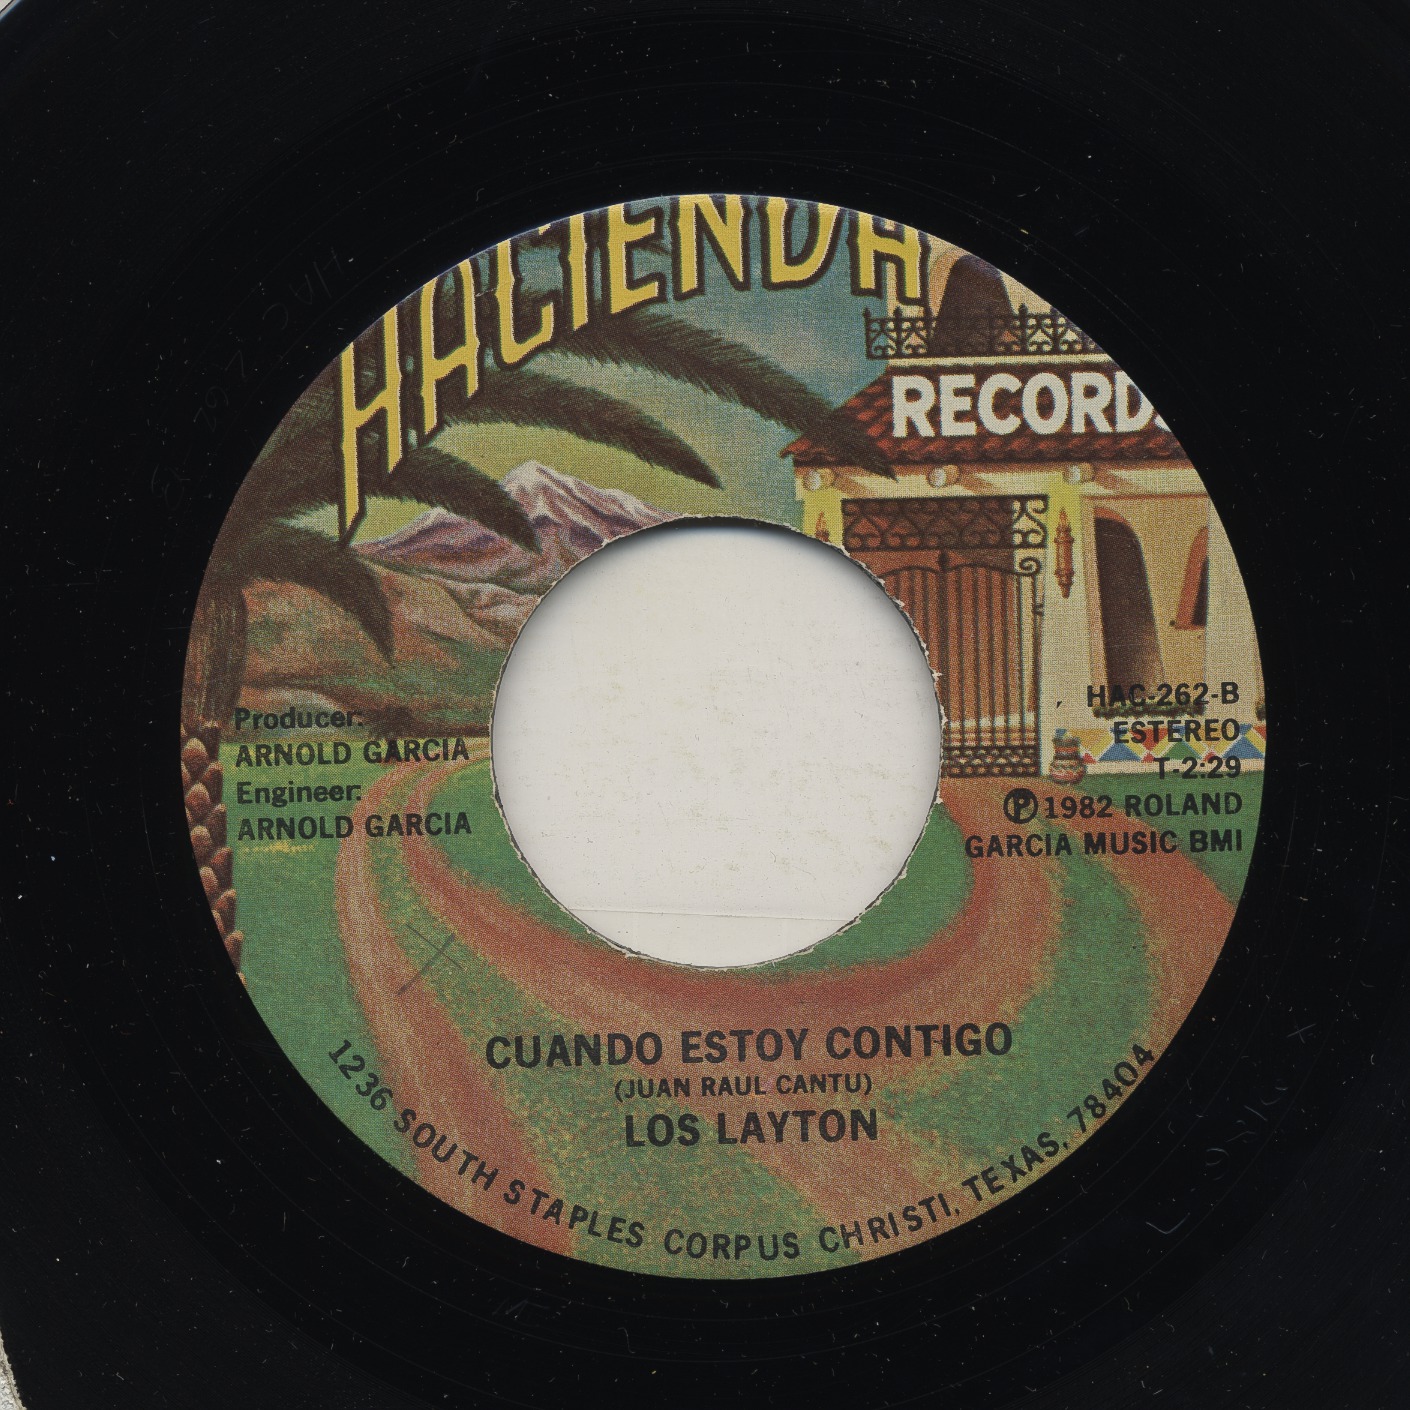 HACIENDA
RECORDS
Producer:
ARNOLD GARCIA
Engineer:
ARNOLD GARCIA
HAC-262-B
ESTEREO
T-2:29
Ⓟ1982 ROLAND
GARCIA MUSIC BMI
CUANDO ESTOY CONTIGO
(JUAN RAUL CANTU)
LOS LAYTON
1236 SOUTH STAPLES CORPUS CHRISTI, TEXAS, 78404